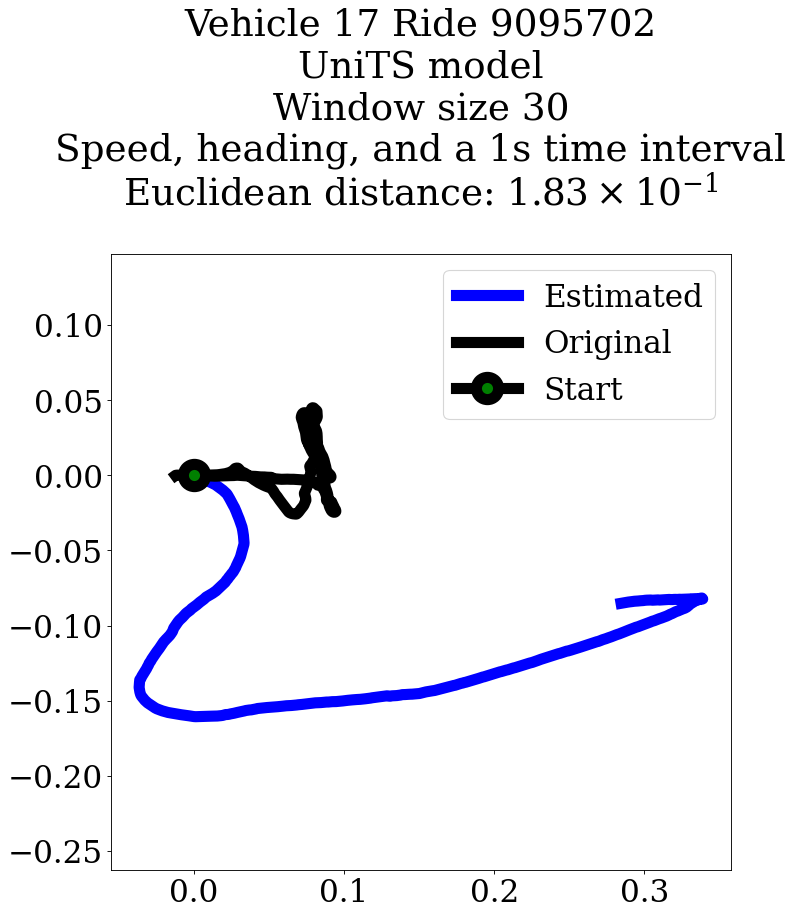 Vehicle 17 Ride 9095702
UniTS model
Window size 30
Speed, heading, and a 1s time interval
Euclidean distance: 1.83 × 10⁻¹
Estimated
Original
Start
0.10
0.05
0.00
−0.05
−0.10
−0.15
−0.20
−0.25
0.0 0.1 0.2 0.3